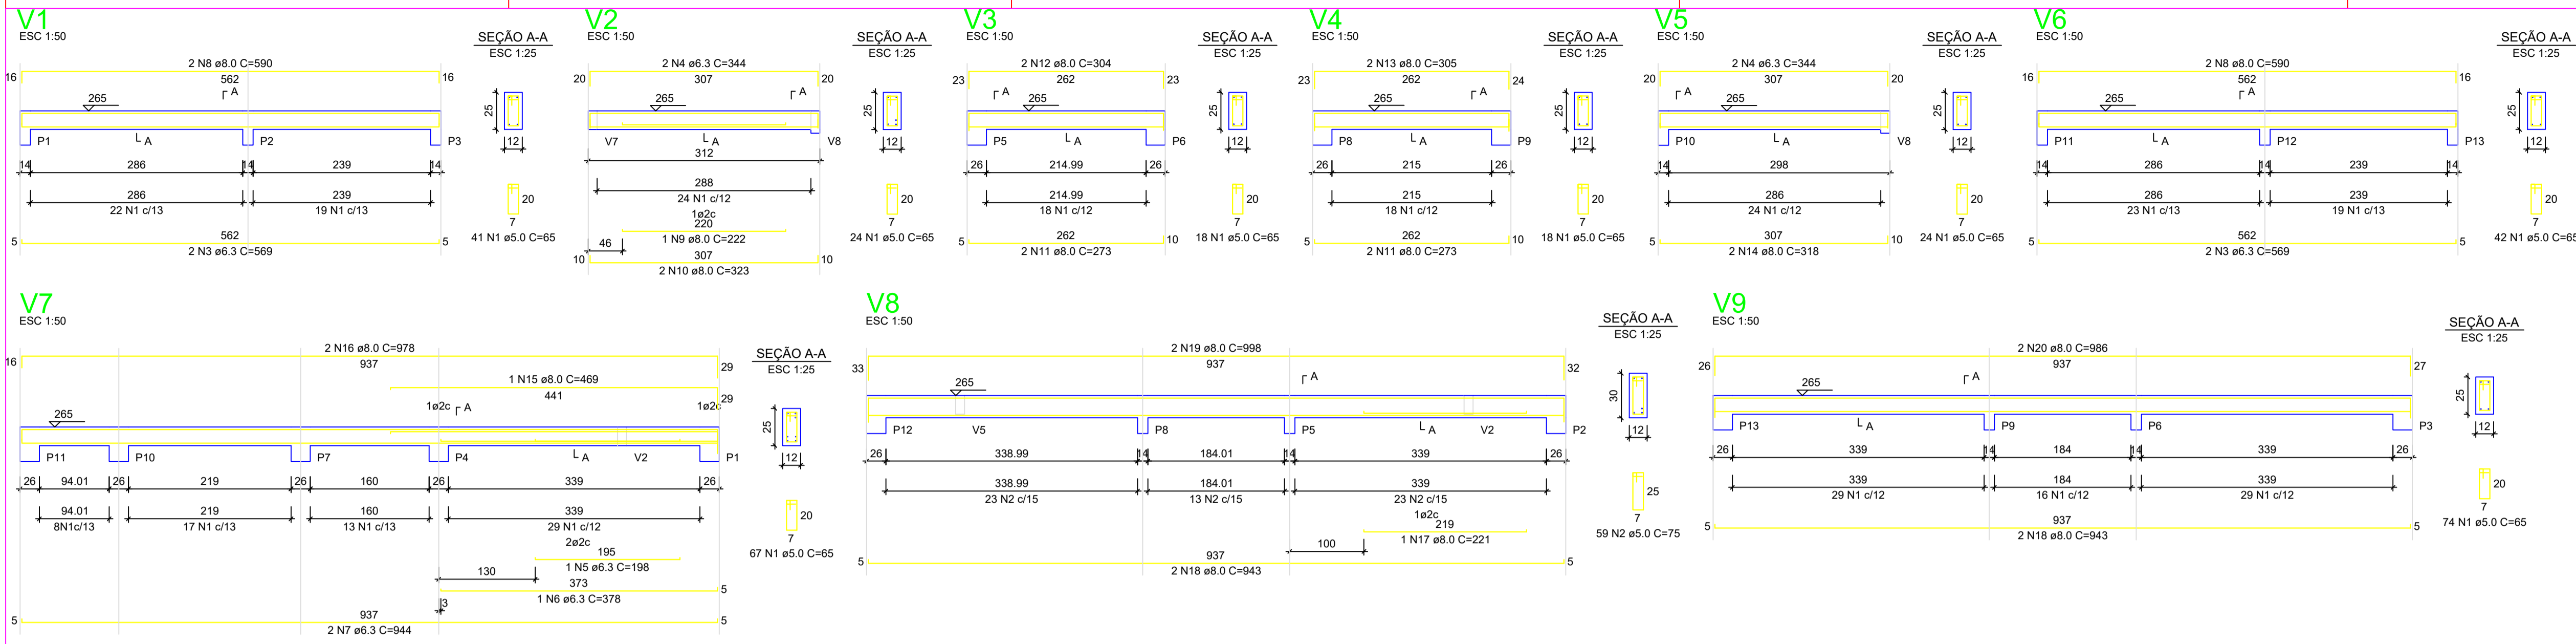 V1
ESC 1:50
SEÇÃO A-A
ESC 1:25
2 N8 ø8.0 C=590
16
562
16
A
265
25
P1
A
P2
P3
12
14
286
14
239
14
286
22 N1 c/13
239
19 N1 c/13
20
7
41 N1 ø5.0 C=65
5
562
5
2 N3 ø6.3 C=569
V2
ESC 1:50
SEÇÃO A-A
ESC 1:25
2 N4 ø6.3 C=344
20
307
20
A
265
25
V7
A
V8
12
312
288
24 N1 c/12
20
7
24 N1 ø5.0 C=65
1ø2c
220
46
1 N9 ø8.0 C=222
10
307
10
2 N10 ø8.0 C=323
V3
ESC 1:50
SEÇÃO A-A
ESC 1:25
2 N12 ø8.0 C=304
23
262
23
A
265
25
P5
A
P6
12
26
214.99
26
214.99
18 N1 c/12
20
7
18 N1 ø5.0 C=65
5
262
10
2 N11 ø8.0 C=273
V4
ESC 1:50
SEÇÃO A-A
ESC 1:25
2 N13 ø8.0 C=305
23
262
24
A
265
25
P8
A
P9
12
26
215
26
215
18 N1 c/12
20
7
18 N1 ø5.0 C=65
5
262
10
2 N11 ø8.0 C=273
V5
ESC 1:50
SEÇÃO A-A
ESC 1:25
2 N4 ø6.3 C=344
20
307
20
A
265
25
P10
A
V8
12
14
298
286
24 N1 c/12
20
7
24 N1 ø5.0 C=65
5
307
10
2 N14 ø8.0 C=318
V6
ESC 1:50
SEÇÃO A-A
ESC 1:25
2 N8 ø8.0 C=590
16
562
16
A
265
25
P11
A
P12
P13
12
14
286
14
239
14
286
23 N1 c/13
239
19 N1 c/13
20
7
42 N1 ø5.0 C=65
5
562
5
2 N3 ø6.3 C=569
V7
ESC 1:50
SEÇÃO A-A
ESC 1:25
2 N16 ø8.0 C=978
16
937
29
1 N15 ø8.0 C=469
441
29
1ø2c
A
1ø2c
265
25
P11
P10
P7
P4
A
V2
P1
12
26
94.01
26
219
26
160
26
339
26
94.01
8N1c/13
219
17 N1 c/13
160
13 N1 c/13
339
29 N1 c/12
20
7
67 N1 ø5.0 C=65
2ø2c
195
130
1 N5 ø6.3 C=198
373
5
1 N6 ø6.3 C=378
3
5
937
5
2 N7 ø6.3 C=944
V8
ESC 1:50
SEÇÃO A-A
ESC 1:25
2 N19 ø8.0 C=998
33
937
32
A
265
30
P12
V5
P8
P5
A
V2
P2
12
26
338.99
14
184.01
14
339
26
338.99
23 N2 c/15
184.01
13 N2 c/15
339
23 N2 c/15
25
7
59 N2 ø5.0 C=75
1ø2c
219
100
1 N17 ø8.0 C=221
5
937
5
2 N18 ø8.0 C=943
V9
ESC 1:50
SEÇÃO A-A
ESC 1:25
2 N20 ø8.0 C=986
26
937
27
A
265
25
P13
A
P9
P6
P3
12
26
339
14
184
14
339
26
339
29 N1 c/12
184
16 N1 c/12
339
29 N1 c/12
20
7
74 N1 ø5.0 C=65
5
937
5
2 N18 ø8.0 C=943